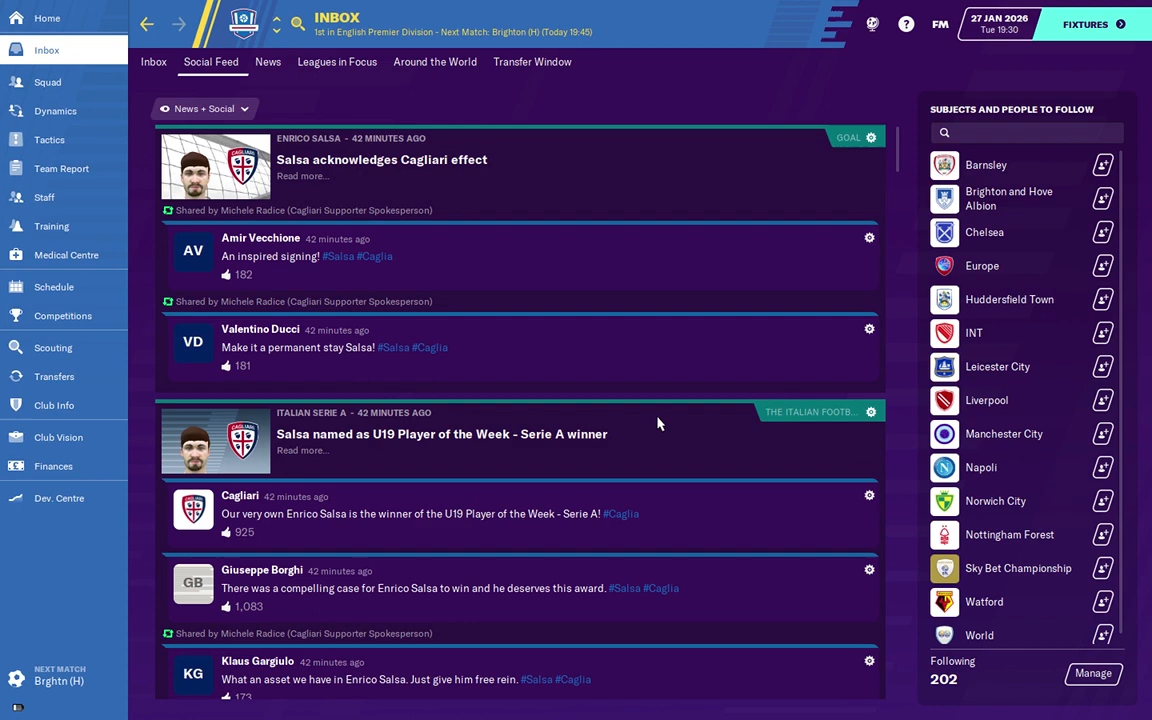 Home
Inbox
Squad
Dynamics
Tactics
Team Report
Staff
Training
Medical Centre
Schedule
Competitions
Scouting
Transfers
Club Info
Club Vision
Finances
Dev. Centre
NEXT MATCH
Brghtn (H)
INBOX
1st in English Premier Division - Next Match: Brighton (H) (Today 19:45)
?
FM
27 JAN 2026
Tue 19:30
FIXTURES
Inbox Social Feed News Leagues in Focus Around the World Transfer Window
News + Social
ENRICO SALSA - 42 MINUTES AGO
GOAL
Salsa acknowledges Cagliari effect
Read more...
CAGLIARI
Shared by Michele Radice (Cagliari Supporter Spokesperson)
AV
Amir Vecchione 42 minutes ago
An inspired signing! #Salsa #Caglia
182
Shared by Michele Radice (Cagliari Supporter Spokesperson)
VD
Valentino Ducci 42 minutes ago
Make it a permanent stay Salsa! #Salsa #Caglia
181
ITALIAN SERIE A - 42 MINUTES AGO
THE ITALIAN FOOTB...
Salsa named as U19 Player of the Week - Serie A winner
Read more...
CAGLIARI
Cagliari 42 minutes ago
Our very own Enrico Salsa is the winner of the U19 Player of the Week - Serie A! #Caglia
925
GB
Giuseppe Borghi 42 minutes ago
There was a compelling case for Enrico Salsa to win and he deserves this award. #Salsa #Caglia
1,083
Shared by Michele Radice (Cagliari Supporter Spokesperson)
KG
Klaus Gargiulo 42 minutes ago
What an asset we have in Enrico Salsa. Just give him free rein. #Salsa #Caglia
173
SUBJECTS AND PEOPLE TO FOLLOW
Barnsley
Brighton and Hove
Albion
Chelsea
Europe
Huddersfield Town
INT
Leicester City
Liverpool
Manchester City
Napoli
Norwich City
Nottingham Forest
Sky Bet Championship
Watford
World
Following
202
Manage